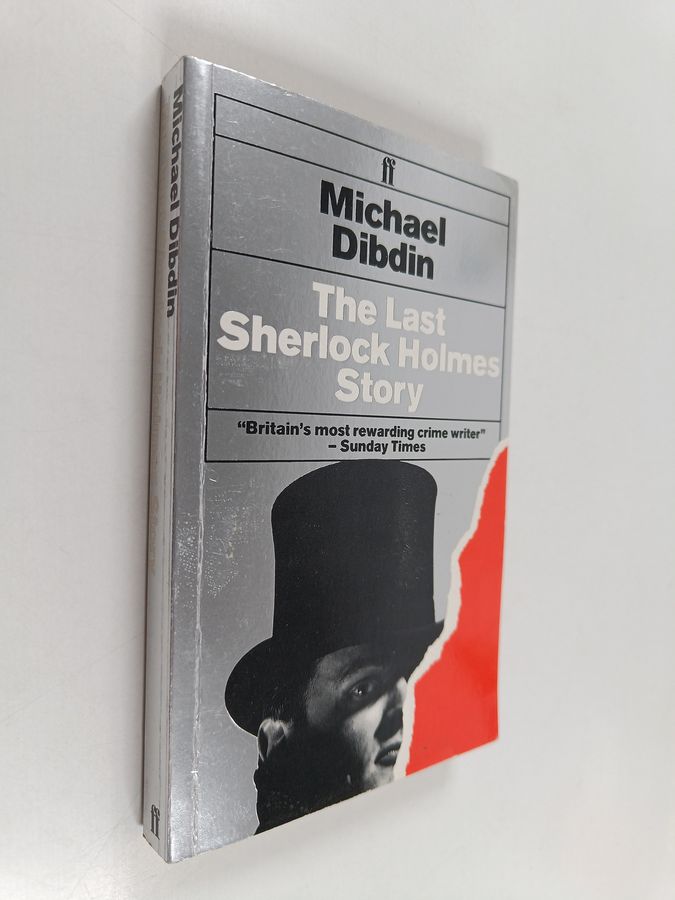 ff
Michael
Dibdin
The Last
Sherlock Holmes
Story
“Britain’s most rewarding crime writer”
– Sunday Times
Michael Dibdin
ff